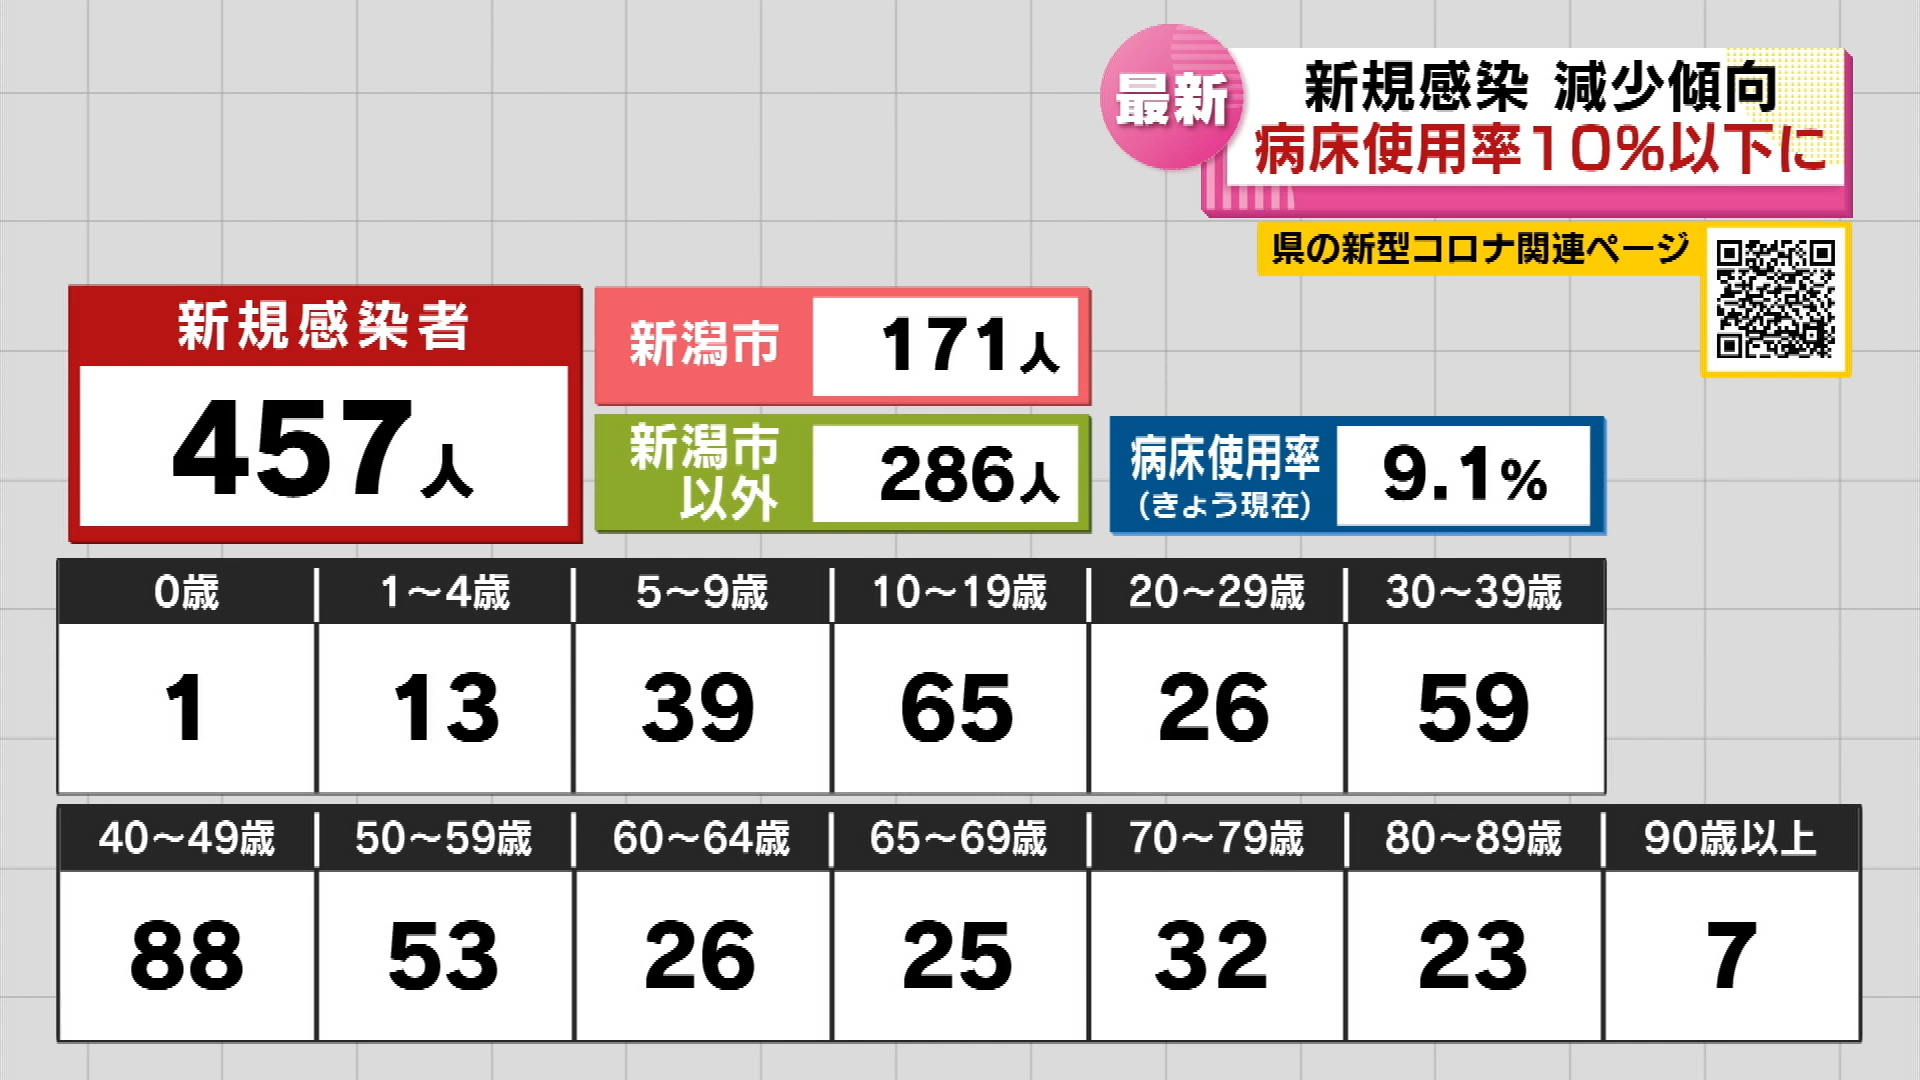 最新
新規感染 減少傾向
病床使用率10%以下に
県の新型コロナ関連ページ
新規感染者
457人
新潟市
171人
新潟市
以外
286人
病床使用率
(きょう現在)
9.1%
0歳 1～4歳 5～9歳 10～19歳 20～29歳 30～39歳
1 13 39 65 26 59
40～49歳 50～59歳 60～64歳 65～69歳 70～79歳 80～89歳 90歳以上
88 53 26 25 32 23 7